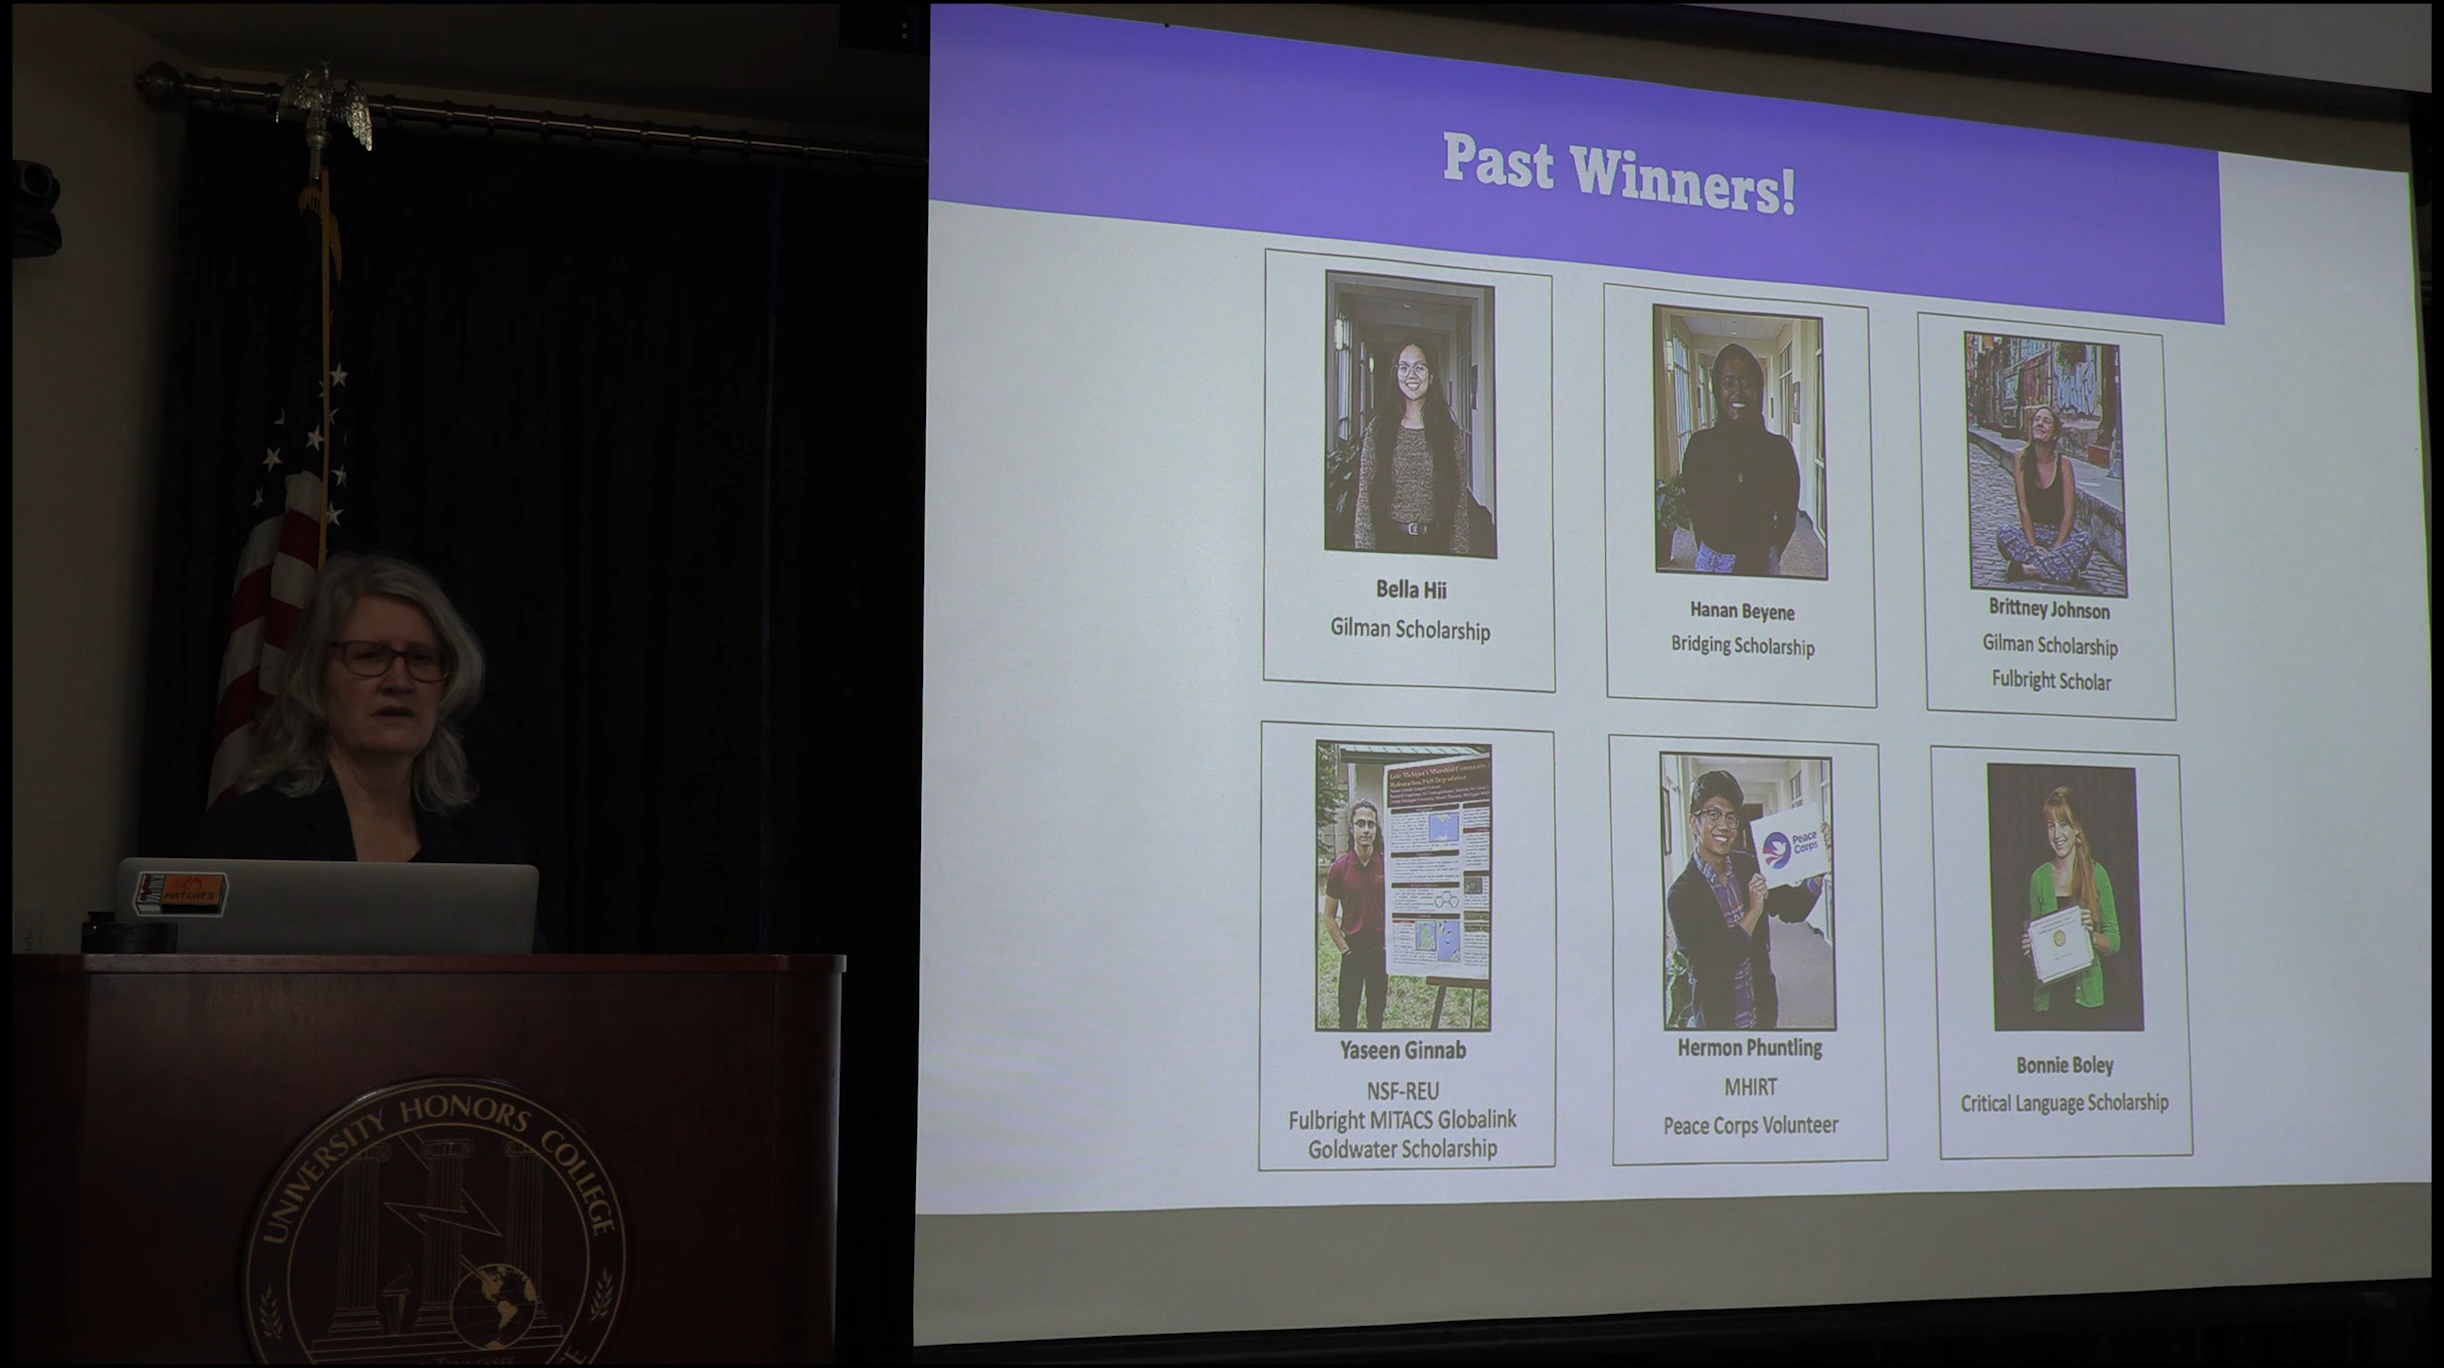 Past Winners!
Bella Hii
Gilman Scholarship
Hanan Beyene
Bridging Scholarship
Brittney Johnson
Gilman Scholarship
Fulbright Scholar
Yaseen Ginnab
NSF-REU
Fulbright MITACS Globalink
Goldwater Scholarship
Peace
Corps
Hermon Phuntling
MHIRT
Peace Corps Volunteer
Bonnie Boley
Critical Language Scholarship
MATCHES
UNIVERSITY HONORS COLLEGE
TENNESSEE